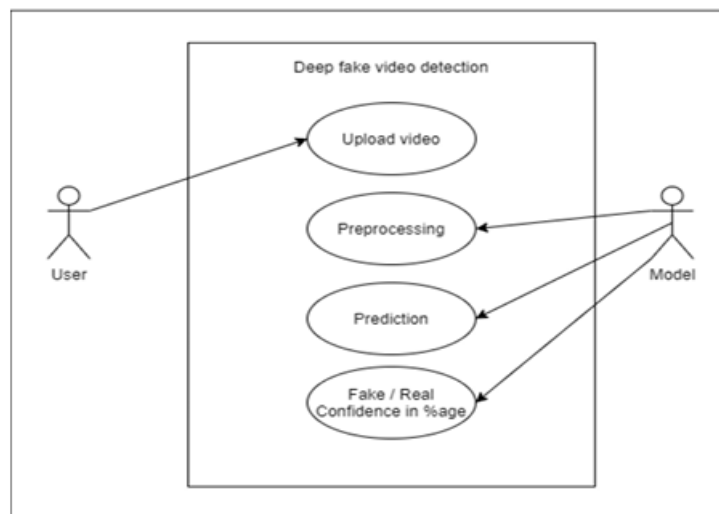 Deep fake video detection
Upload video
Preprocessing
User
Model
Prediction
Fake / Real
Confidence in %age